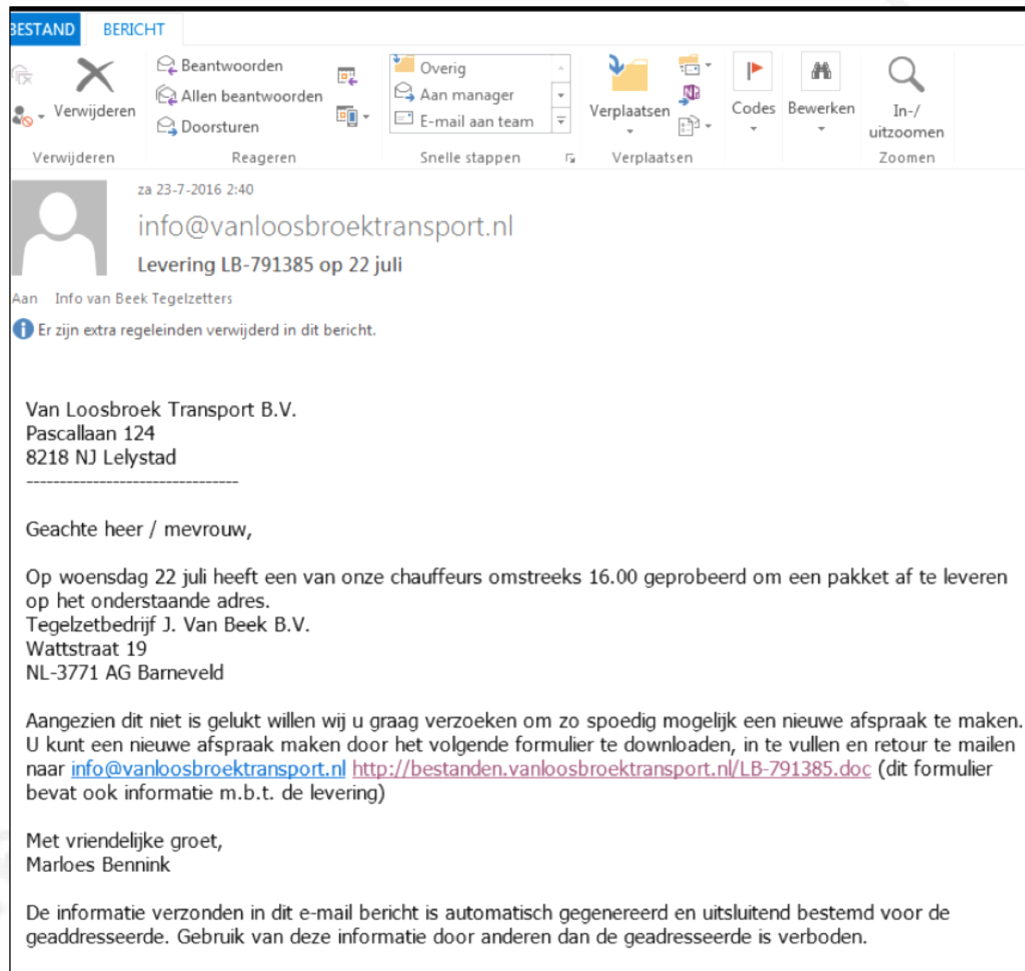 BESTAND BERICHT
Beantwoorden
Allen beantwoorden
Doorsturen
Verwijderen
Overig
Aan manager
E-mail aan team
Verplaatsen
Codes
Bewerken
In-/
uitzoomen
Verwijderen Reageren Snelle stappen Verplaatsen Zoomen
za 23-7-2016 2:40
info@vanloosbroektransport.nl
Levering LB-791385 op 22 juli
Aan Info van Beek Tegelzetters
Er zijn extra regeleinden verwijderd in dit bericht.
Van Loosbroek Transport B.V.
Pascallaan 124
8218 NJ Lelystad
--------------------------------
Geachte heer / mevrouw,
Op woensdag 22 juli heeft een van onze chauffeurs omstreeks 16.00 geprobeerd om een pakket af te leveren
op het onderstaande adres.
Tegelzetbedrijf J. Van Beek B.V.
Wattstraat 19
NL-3771 AG Barneveld
Aangezien dit niet is gelukt willen wij u graag verzoeken om zo spoedig mogelijk een nieuwe afspraak te maken.
U kunt een nieuwe afspraak maken door het volgende formulier te downloaden, in te vullen en retour te mailen
naar info@vanloosbroektransport.nl http://bestanden.vanloosbroektransport.nl/LB-791385.doc (dit formulier
bevat ook informatie m.b.t. de levering)
Met vriendelijke groet,
Marloes Bennink
De informatie verzonden in dit e-mail bericht is automatisch gegenereerd en uitsluitend bestemd voor de
geaddresseerde. Gebruik van deze informatie door anderen dan de geadresseerde is verboden.